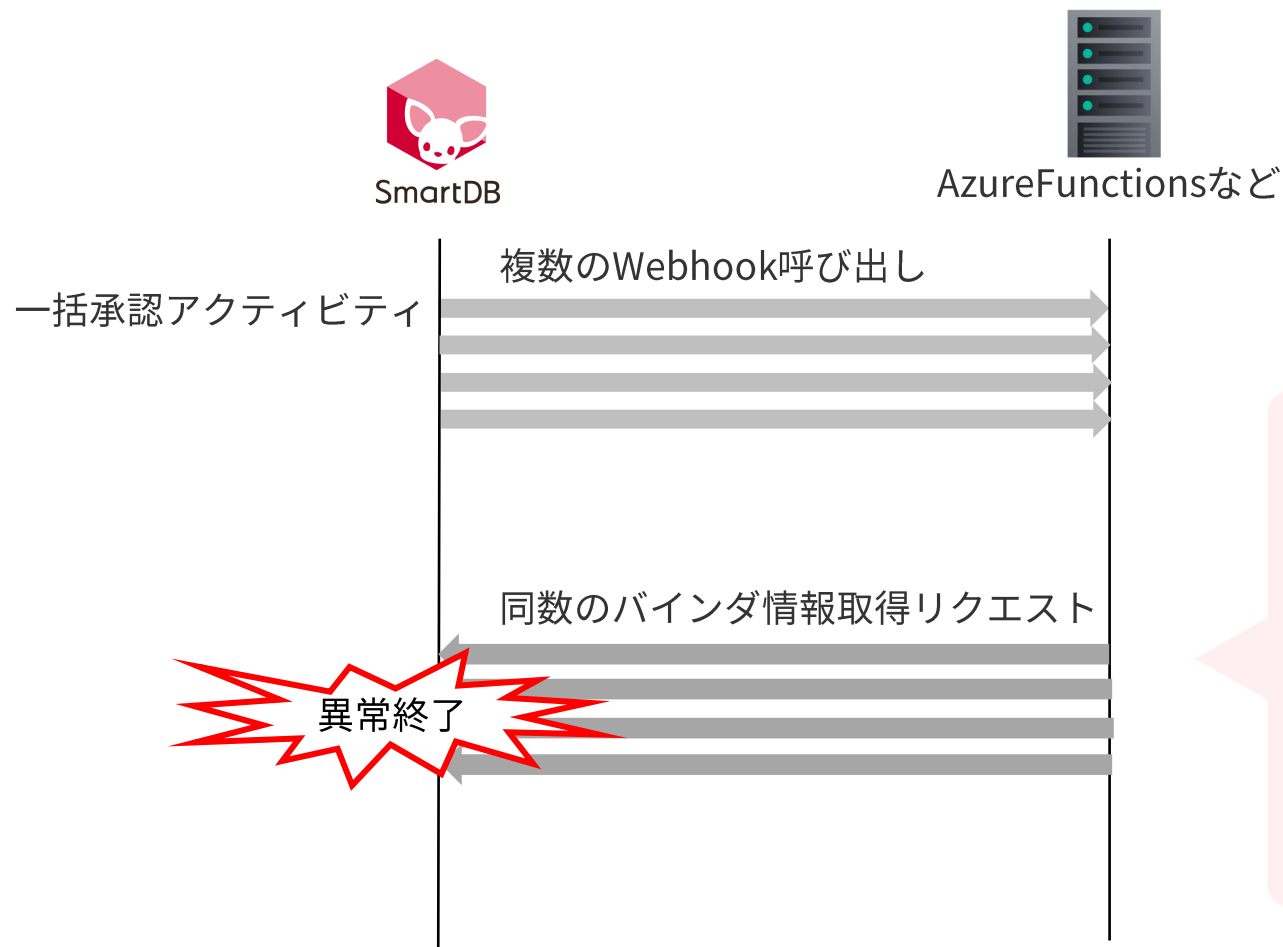 SmartDB
AzureFunctionsなど
複数のWebhook呼び出し
一括承認アクティビティ
同数のバインダ情報取得リクエスト
異常終了